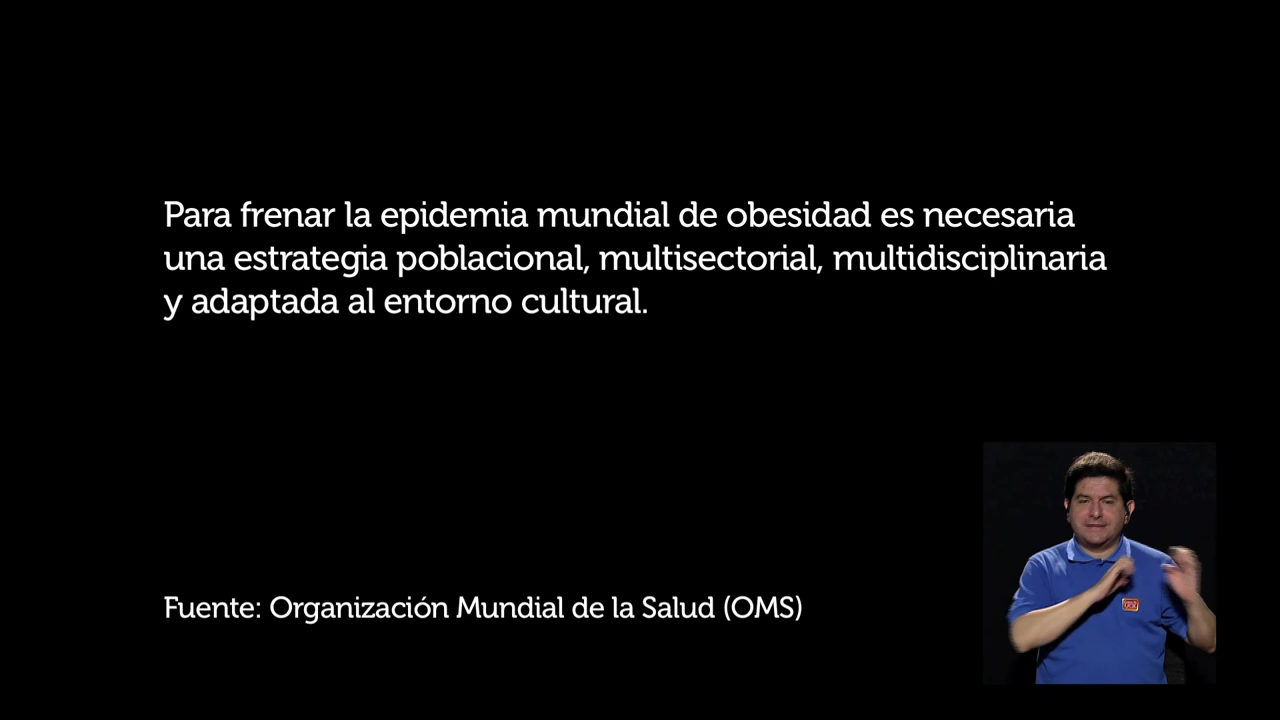 Para frenar la epidemia mundial de obesidad es necesaria
una estrategia poblacional, multisectorial, multidisciplinaria
y adaptada al entorno cultural.
Fuente: Organización Mundial de la Salud (OMS)